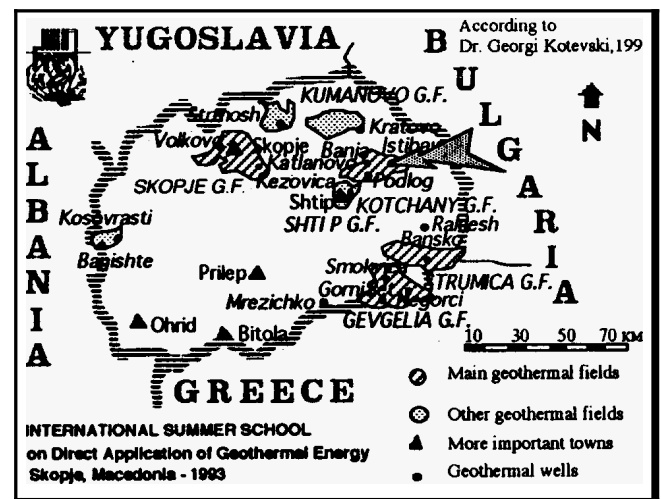 YUGOSLAVIA
According to
Dr. Georgi Kotevski, 199
BULGARIA
N
ALBANIA
KUMANOVO G.F.
Strnosh
Kratovo
Volkovo
Skopje
Banja
Istibanja
Katlanovo
SKOPJE G.F.
Kezovica
Podlog
Shtip
KOTCHANY G.F.
SHTIP G.F.
Kosovrasti
Raklesh
Bansko
Banishte
Prilep
Smokvica
STRUMICA G.F.
Mrezichko
Negorci
GEVGELIA G.F.
Ohrid
Bitola
10 30 50 70 KM
GREECE
Main geothermal fields
Other geothermal fields
More important towns
Geothermal wells
INTERNATIONAL SUMMER SCHOOL
on Direct Application of Geothermal Energy
Skopje, Macedonia - 1993